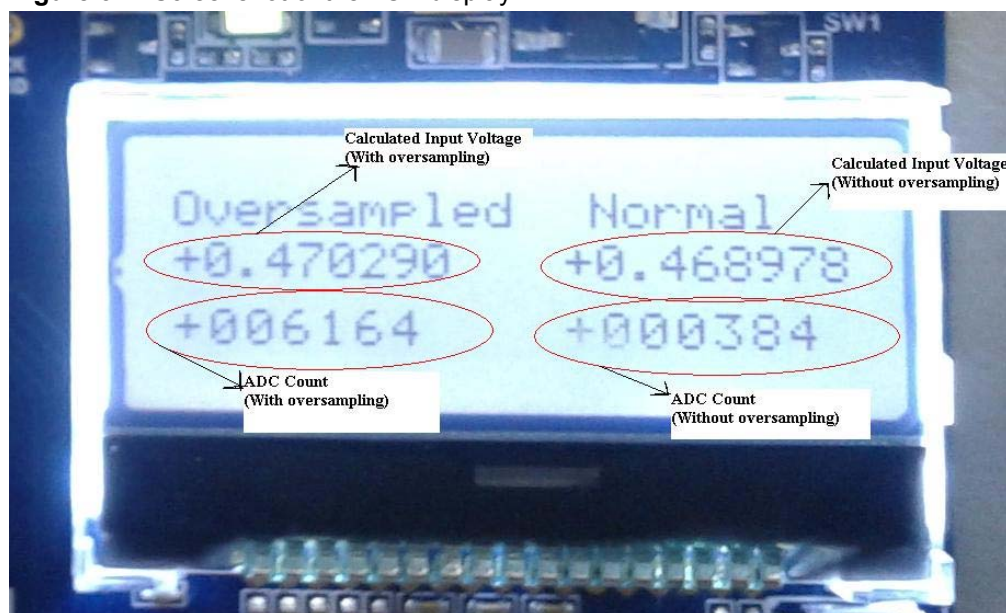 SW1
Calculated Input Voltage
(With oversampling)
Calculated Input Voltage
(Without oversampling)
Oversampled Normal
+0.470290 +0.468978
+006164 +000384
ADC Count
(With oversampling)
ADC Count
(Without oversampling)